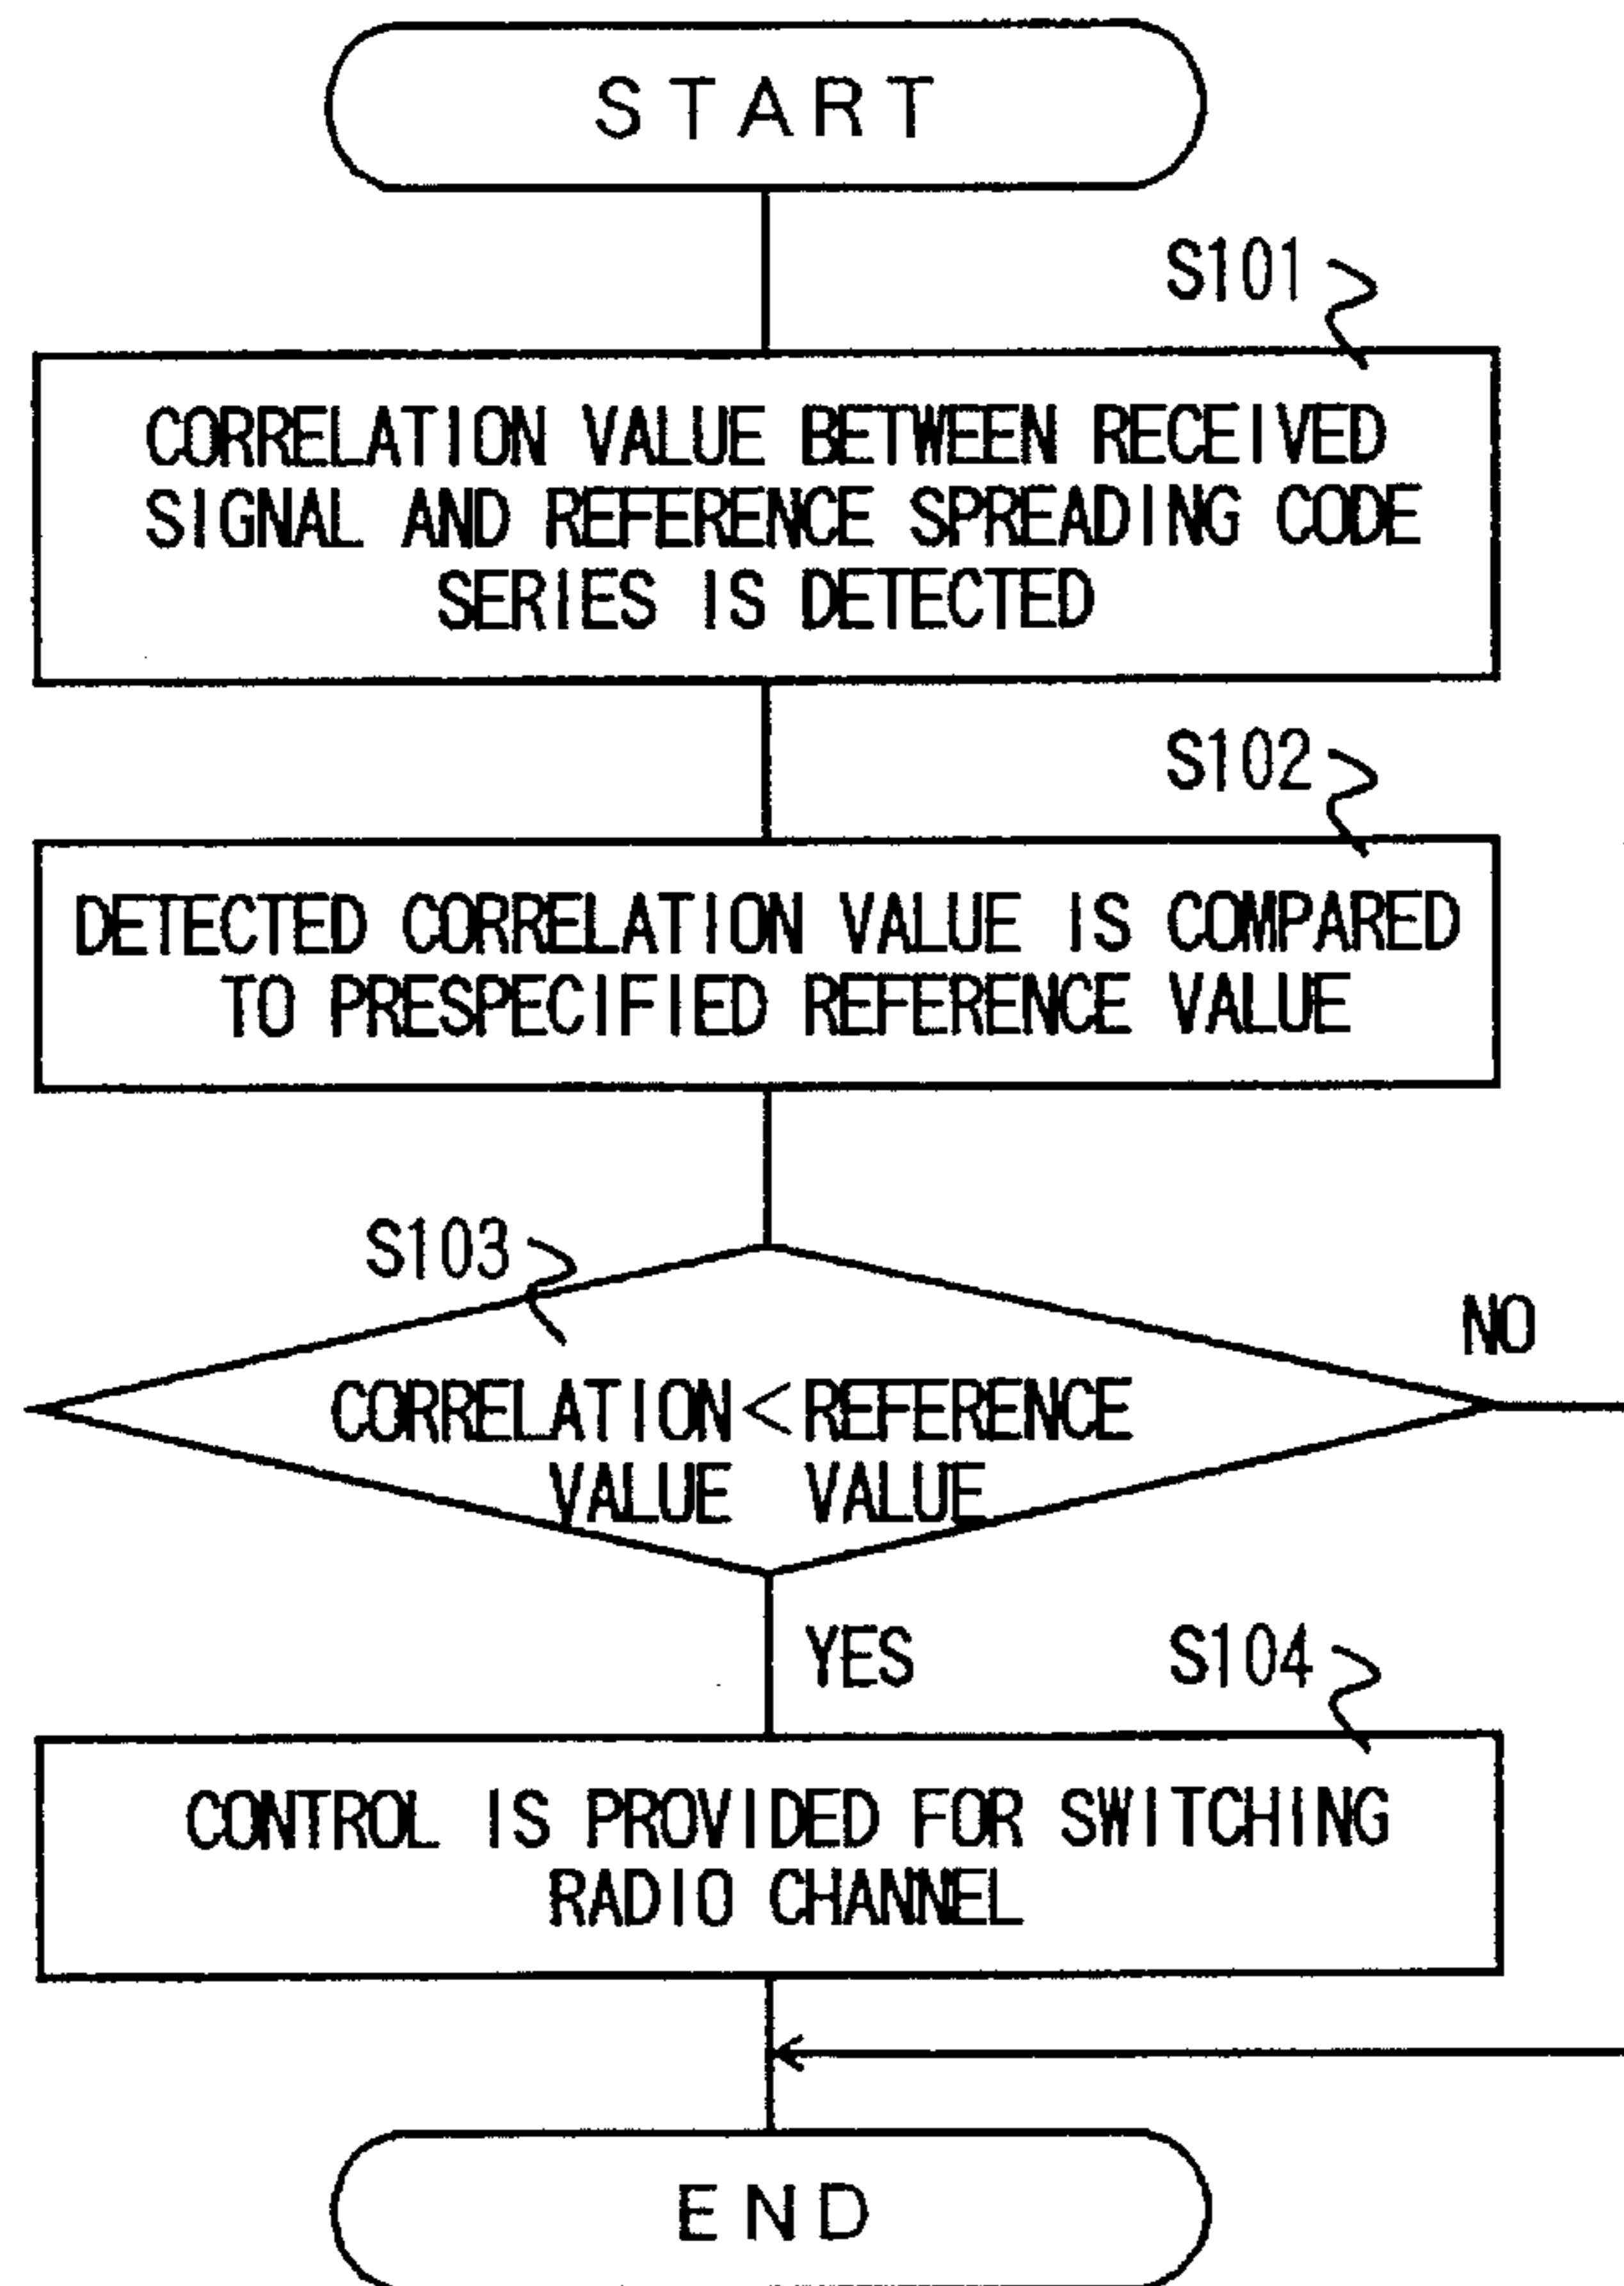 START
S101
CORRELATION VALUE BETWEEN RECEIVED
SIGNAL AND REFERENCE SPREADING CODE
SERIES IS DETECTED
S102
DETECTED CORRELATION VALUE IS COMPARED
TO PRESPECIFIED REFERENCE VALUE
S103
NO
CORRELATION<REFERENCE
VALUE VALUE
YES
S104
CONTROL IS PROVIDED FOR SWITCHING
RADIO CHANNEL
END